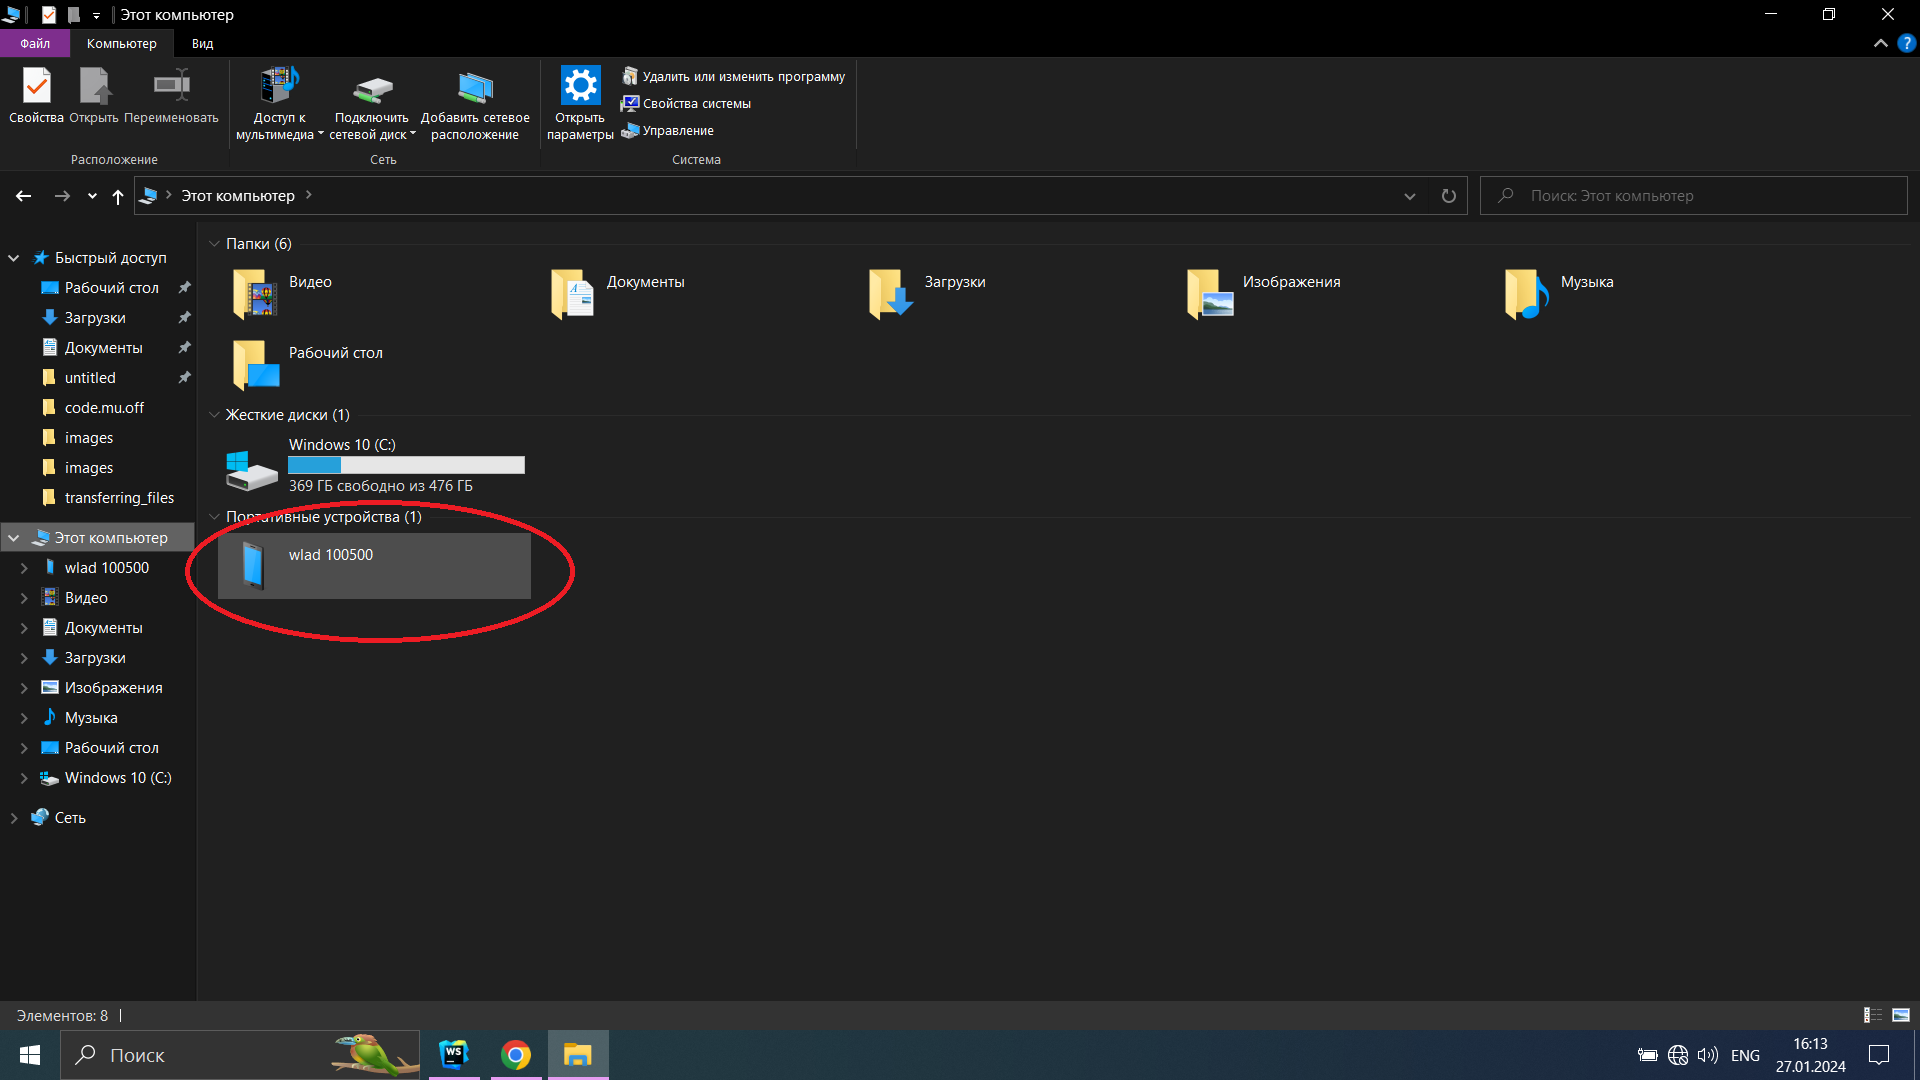 Этот компьютер
Файл
Компьютер
Вид
Свойства
Открыть
Переименовать
Расположение
Доступ к
мультимедиа
Подключить
сетевой диск
Добавить сетевое
расположение
Сеть
Открыть
параметры
Удалить или изменить программу
Свойства системы
Управление
Система
Этот компьютер
Поиск: Этот компьютер
Быстрый доступ
Рабочий стол
Загрузки
Документы
untitled
code.mu.off
images
images
transferring_files
Этот компьютер
wlad 100500
Видео
Документы
Загрузки
Изображения
Музыка
Рабочий стол
Windows 10 (C:)
Сеть
Папки (6)
Видео
Документы
Загрузки
Изображения
Музыка
Рабочий стол
Жесткие диски (1)
Windows 10 (C:)
369 ГБ свободно из 476 ГБ
Портативные устройства (1)
wlad 100500
Элементов: 8
Поиск
WS
ENG
16:13
27.01.2024